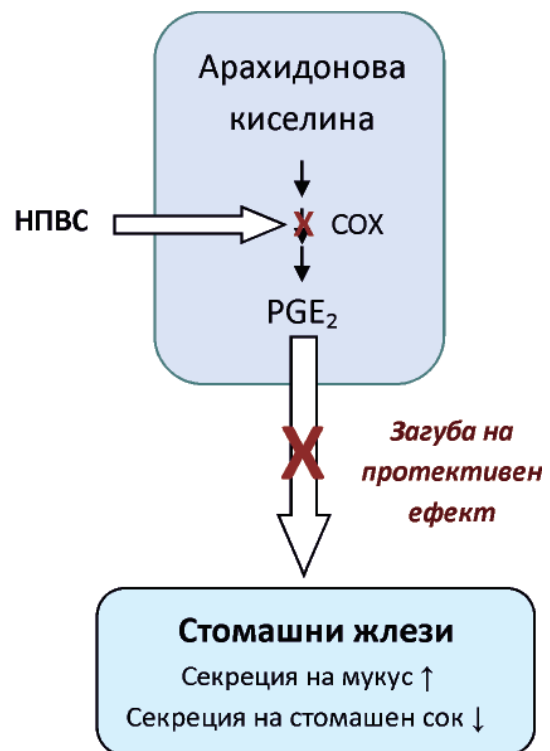 Арахидонова
киселина
НПВС
X COX
PGE₂
X
Загуба на
протективен
ефект
Стомашни жлези
Секреция на мукус ↑
Секреция на стомашен сок ↓